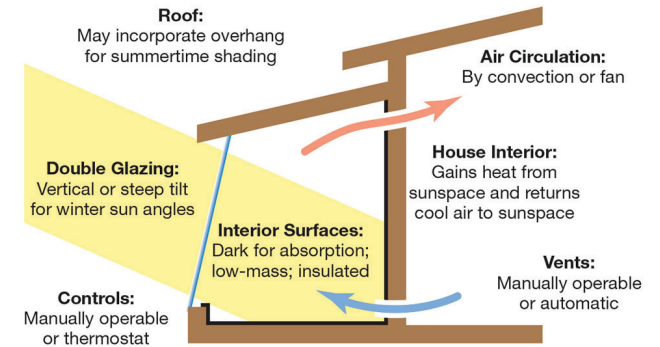 Roof:
May incorporate overhang
for summertime shading
Air Circulation:
By convection or fan
Double Glazing:
Vertical or steep tilt
for winter sun angles
House Interior:
Gains heat from
sunspace and returns
cool air to sunspace
Interior Surfaces:
Dark for absorption;
low-mass; insulated
Vents:
Manually operable
or automatic
Controls:
Manually operable
or thermostat